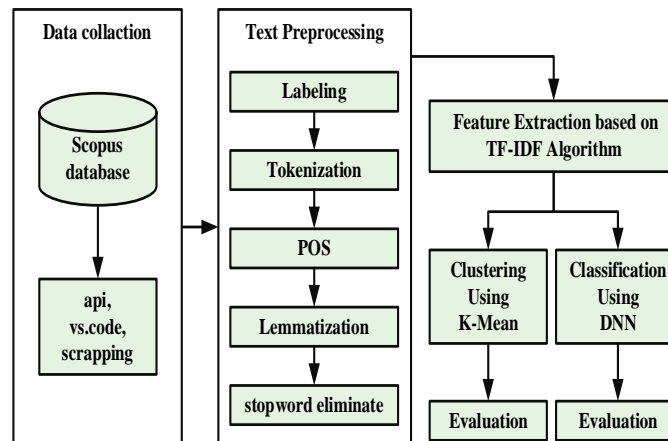 Data collaction
Scopus
database
api,
vs.code,
scrapping
Text Preprocessing
Labeling
Tokenization
POS
Lemmatization
stopword eliminate
Feature Extraction based on
TF-IDF Algorithm
Clustering
Using
K-Mean
Evaluation
Classification
Using
DNN
Evaluation